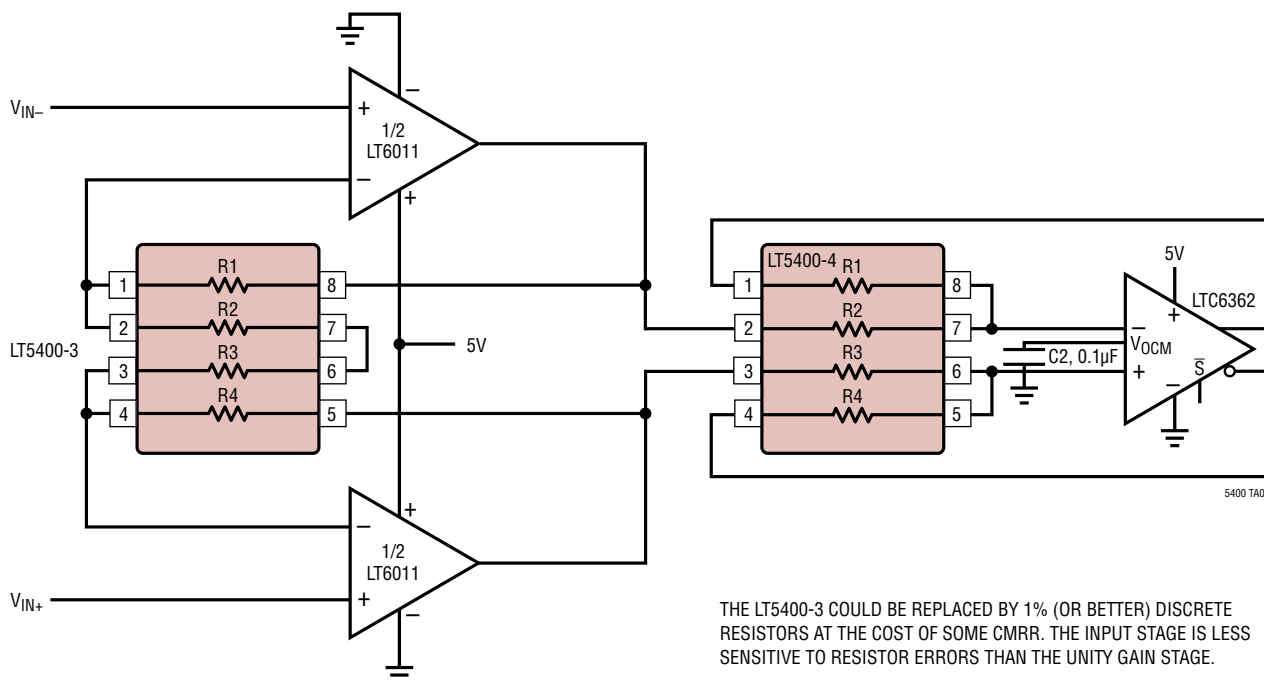 VIN–
+
–
1/2
LT6011
–
+
LT5400-3
1
2
3
4
R1
R2
R3
R4
8
7
6
5
5V
+
–
1/2
LT6011
–
+
VIN+
LT5400-4
1
2
3
4
R1
R2
R3
R4
8
7
6
5
C2, 0.1µF
5V
LTC6362
+
–
VOCM
+
–
S̅
5400 TA0
THE LT5400-3 COULD BE REPLACED BY 1% (OR BETTER) DISCRETE
RESISTORS AT THE COST OF SOME CMRR. THE INPUT STAGE IS LESS
SENSITIVE TO RESISTOR ERRORS THAN THE UNITY GAIN STAGE.